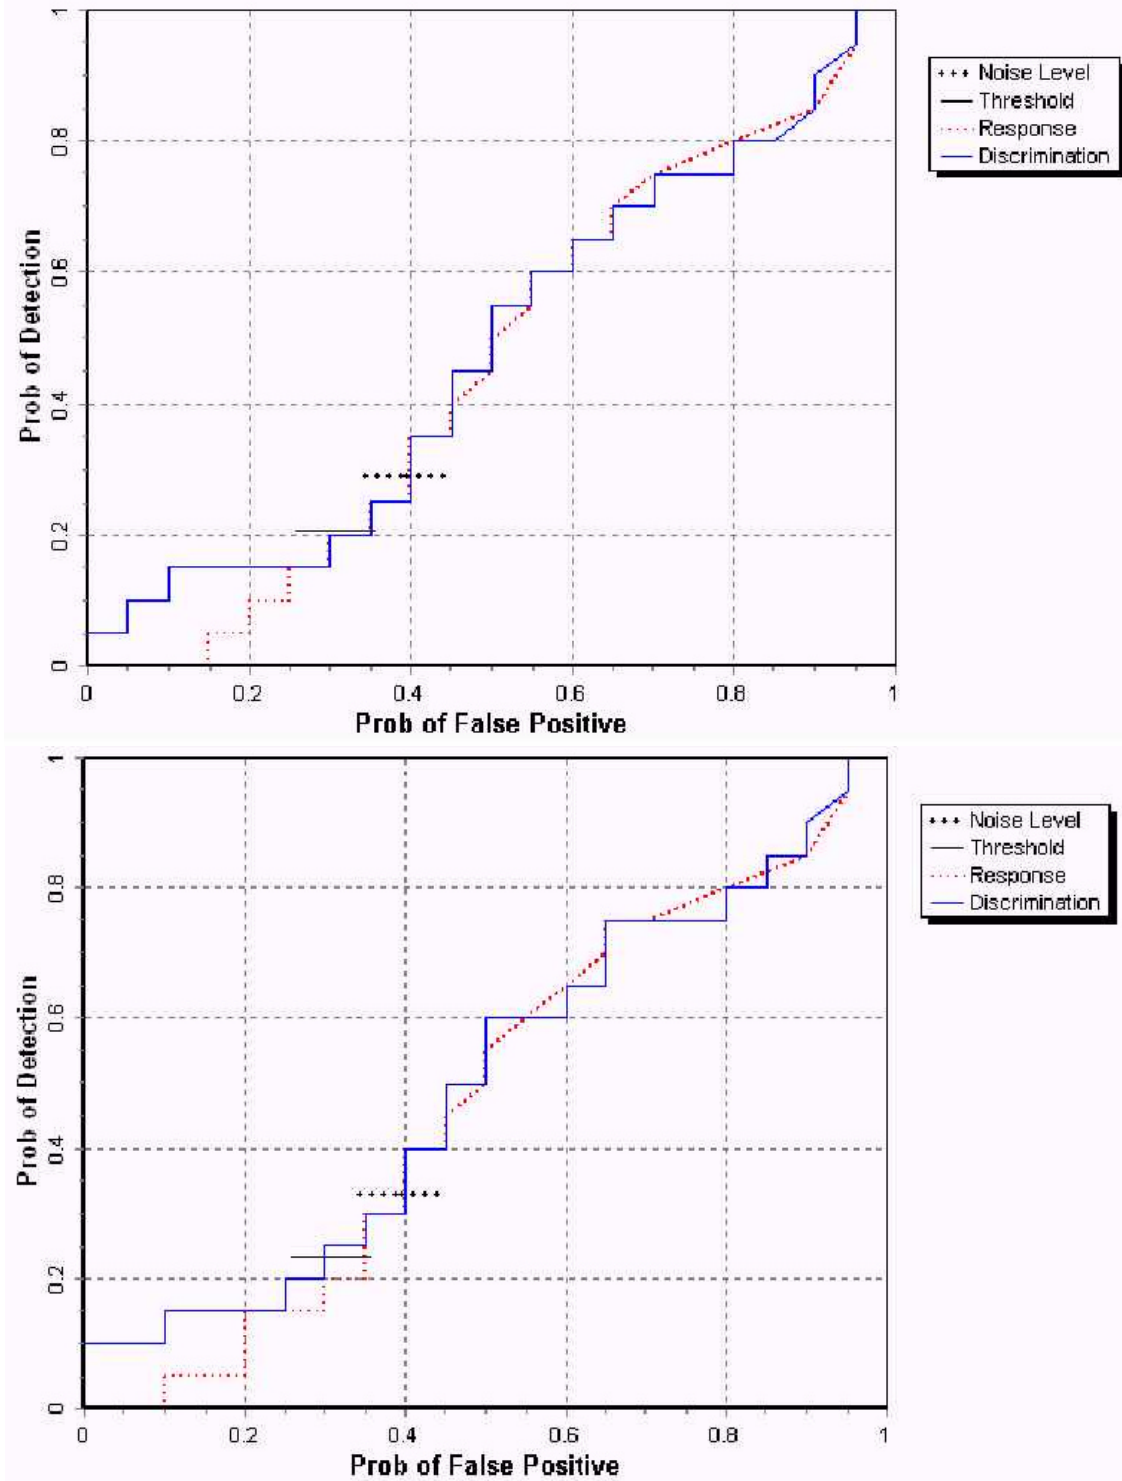 1
0.8
0.6
0.4
0.2
0
Prob of Detection
0 0.2 0.4 0.6 0.8 1
Prob of False Positive
Noise Level
Threshold
Response
Discrimination
1
0.8
0.6
0.4
0.2
0
Prob of Detection
0 0.2 0.4 0.6 0.8 1
Prob of False Positive
Noise Level
Threshold
Response
Discrimination